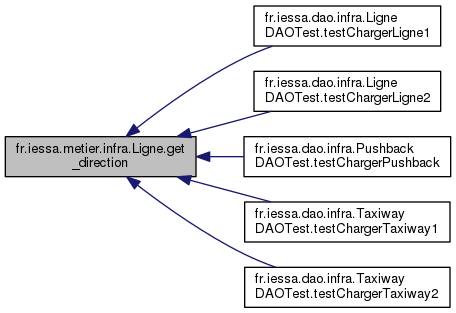 fr.iessa.dao.infra.Ligne
DAOTest.testChargerLigne1
fr.iessa.dao.infra.Ligne
DAOTest.testChargerLigne2
fr.iessa.metier.infra.Ligne.get
_direction
fr.iessa.dao.infra.Pushback
DAOTest.testChargerPushback
fr.iessa.dao.infra.Taxiway
DAOTest.testChargerTaxiway1
fr.iessa.dao.infra.Taxiway
DAOTest.testChargerTaxiway2